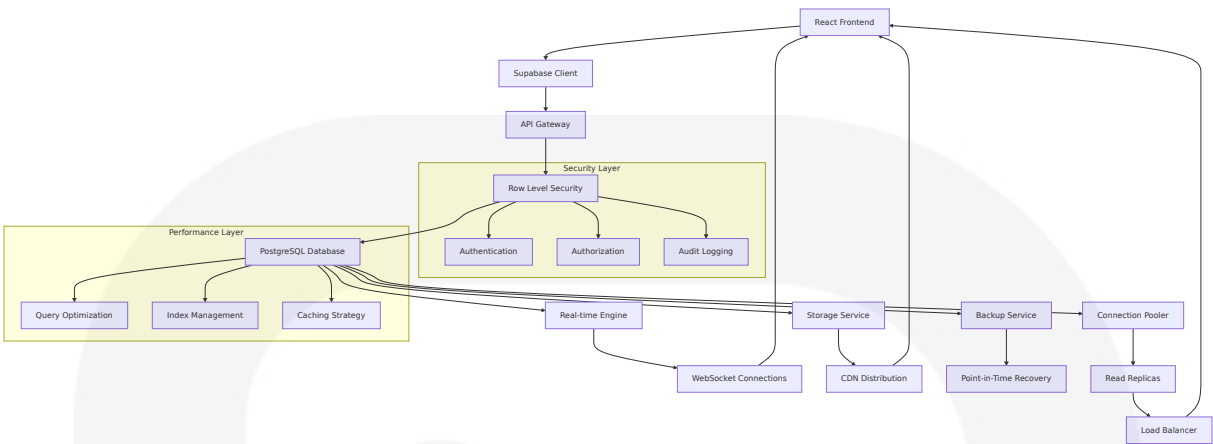 React Frontend
Supabase Client
API Gateway
Security Layer
Row Level Security
Performance Layer
PostgreSQL Database
Authentication
Authorization
Audit Logging
Query Optimization
Index Management
Caching Strategy
Real-time Engine
Storage Service
Backup Service
Connection Pooler
WebSocket Connections
CDN Distribution
Point-in-Time Recovery
Read Replicas
Load Balancer